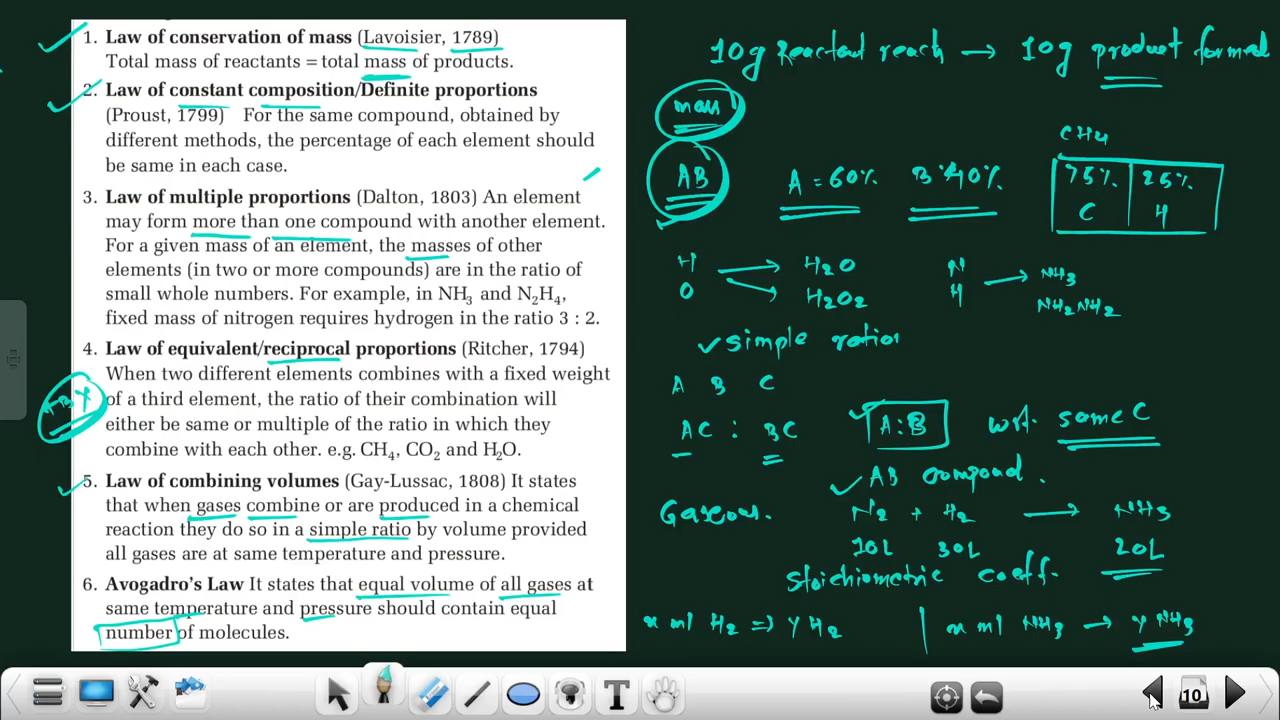 1. Law of conservation of mass (Lavoisier, 1789)
Total mass of reactants = total mass of products.
2. Law of constant composition/Definite proportions
(Proust, 1799) For the same compound, obtained by
different methods, the percentage of each element should
be same in each case.
3. Law of multiple proportions (Dalton, 1803) An element
may form more than one compound with another element.
For a given mass of an element, the masses of other
elements (in two or more compounds) are in the ratio of
small whole numbers. For example, in NH₃ and N₂H₄,
fixed mass of nitrogen requires hydrogen in the ratio 3 : 2.
4. Law of equivalent/reciprocal proportions (Ritcher, 1794)
When two different elements combines with a fixed weight
of a third element, the ratio of their combination will
either be same or multiple of the ratio in which they
combine with each other. e.g. CH₄, CO₂ and H₂O.
5. Law of combining volumes (Gay-Lussac, 1808) It states
that when gases combine or are produced in a chemical
reaction they do so in a simple ratio by volume provided
all gases are at same temperature and pressure.
6. Avogadro's Law It states that equal volume of all gases at
same temperature and pressure should contain equal
number of molecules.
10g Reactant reach → 10g product formed
mass
AB A = 60% B = 40%
CH4
75% 25%
C H
H → H₂O
O → H₂O₂
N → NH₃
H NH₂NH₂
✓ simple ratio
A B C
AC : BC A:B wrt. same C
✓ AB compound.
Gaseous. N₂ + H₂ → NH₃
10L 30L 20L
stoichiometric coeff.
x ml H₂ => y H₂ | x ml NH₃ → y NH₃
10